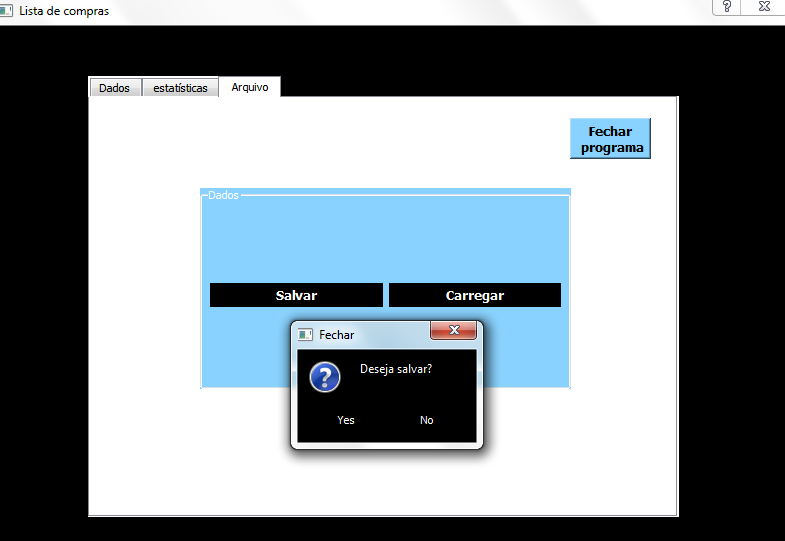 Lista de compras
Dados
estatísticas
Arquivo
Fechar
programa
Dados
Salvar
Carregar
Fechar
Deseja salvar?
Yes
No